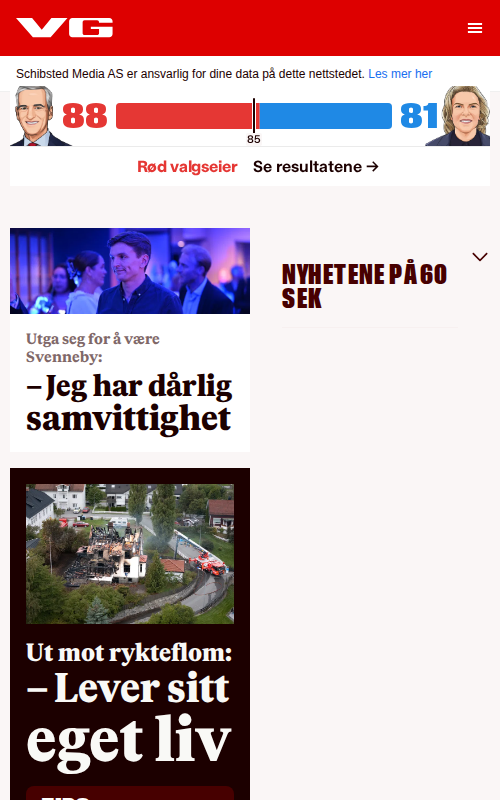 VG
Schibsted Media AS er ansvarlig for dine data på dette nettstedet. Les mer her
88
81
85
Rød valgseier Se resultatene →
Utga seg for å være
Svenneby:
– Jeg har dårlig
samvittighet
NYHETENE PÅ 60
SEK
Ut mot rykteflom:
– Lever sitt
eget liv